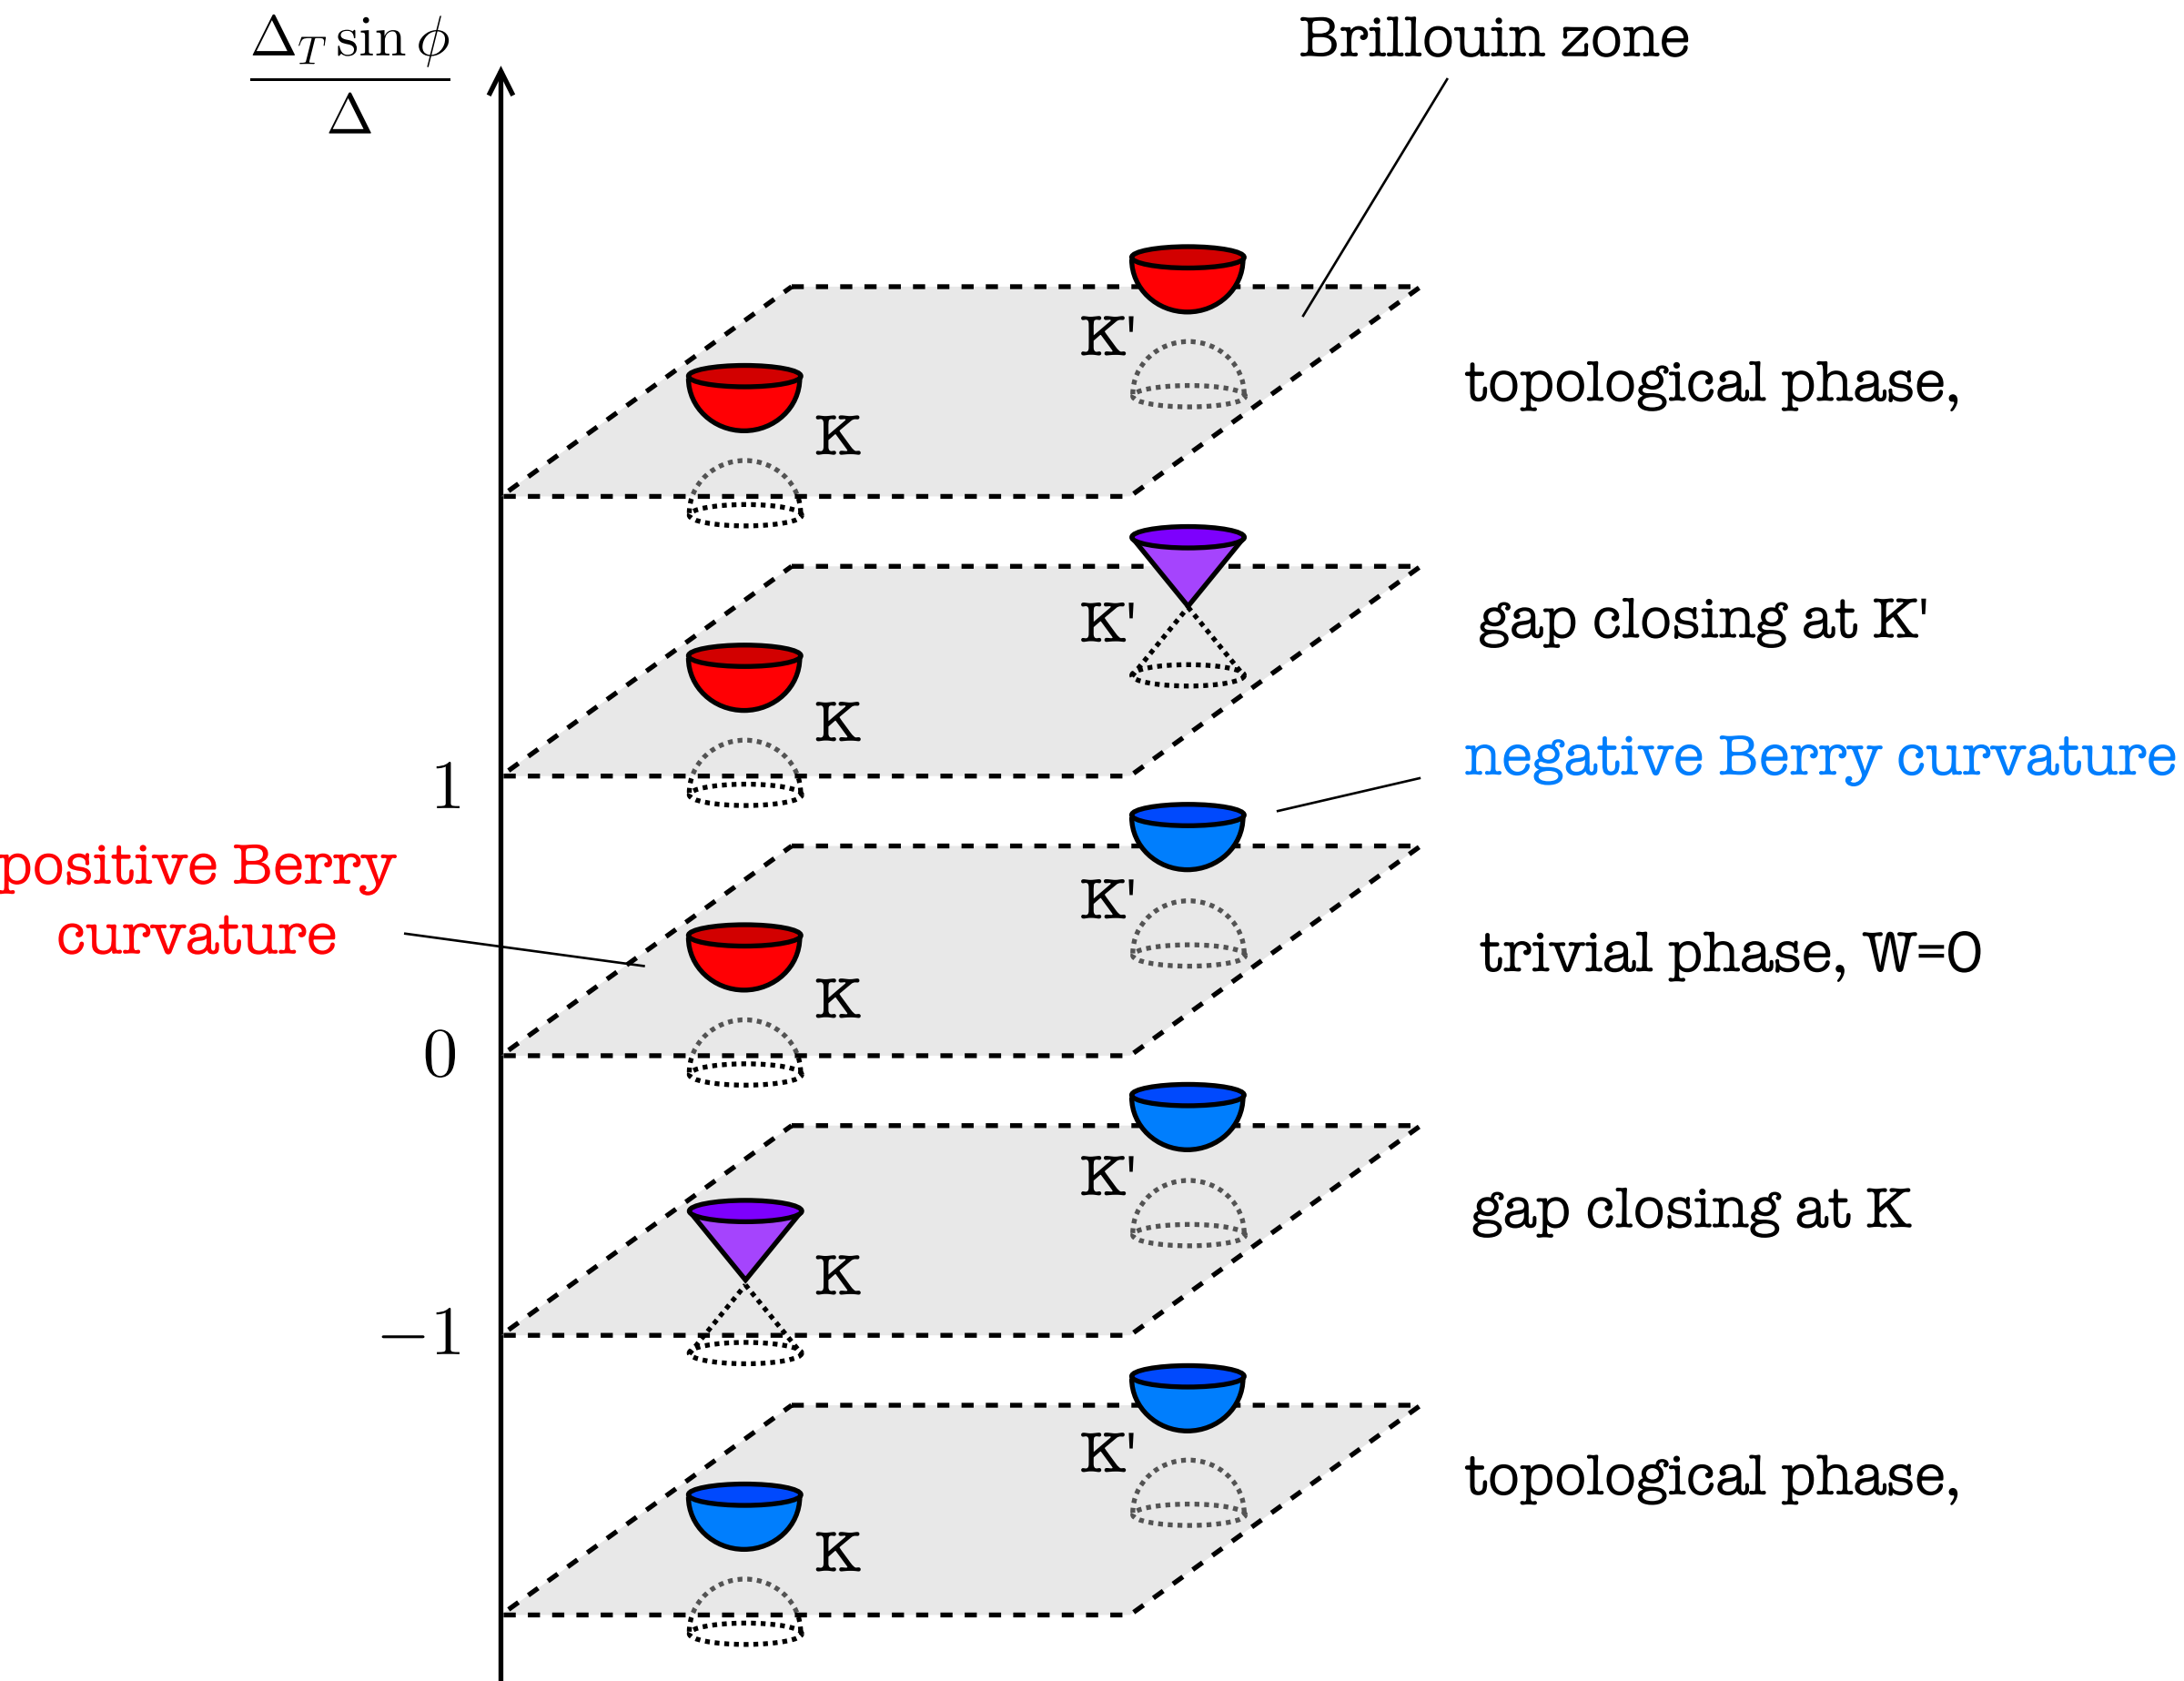 Δ_T sin ϕ
Δ
Brillouin zone
K'
topological phase,
K
K'
gap closing at K'
K
1
negative Berry curvature
positive Berry
curvature
K'
trivial phase, W=0
K
0
K'
gap closing at K
K
−1
K'
topological phase,
K